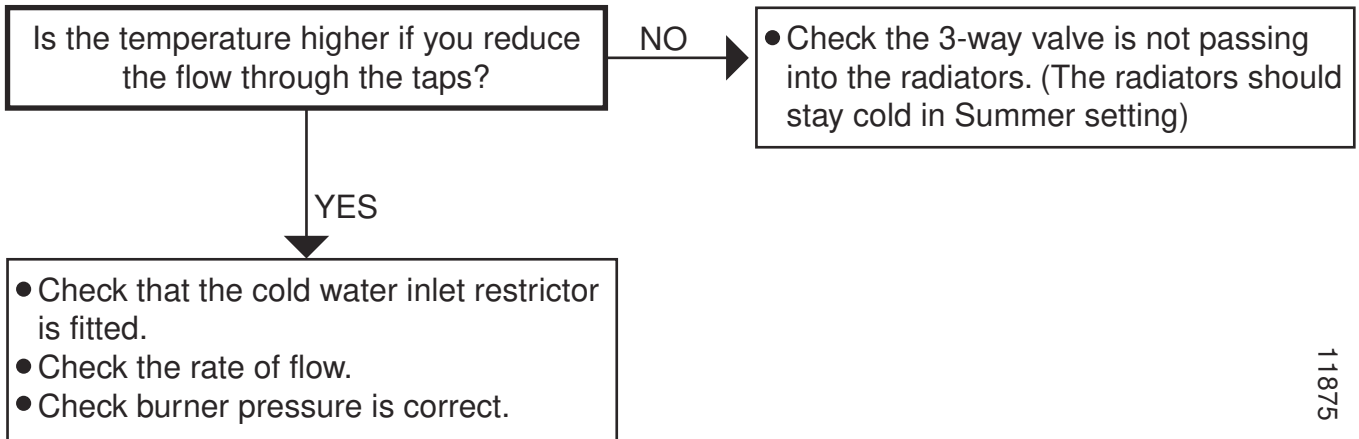 Is the temperature higher if you reduce
the flow through the taps?
NO
● Check the 3-way valve is not passing
into the radiators. (The radiators should
stay cold in Summer setting)
YES
● Check that the cold water inlet restrictor
is fitted.
● Check the rate of flow.
● Check burner pressure is correct.
11875